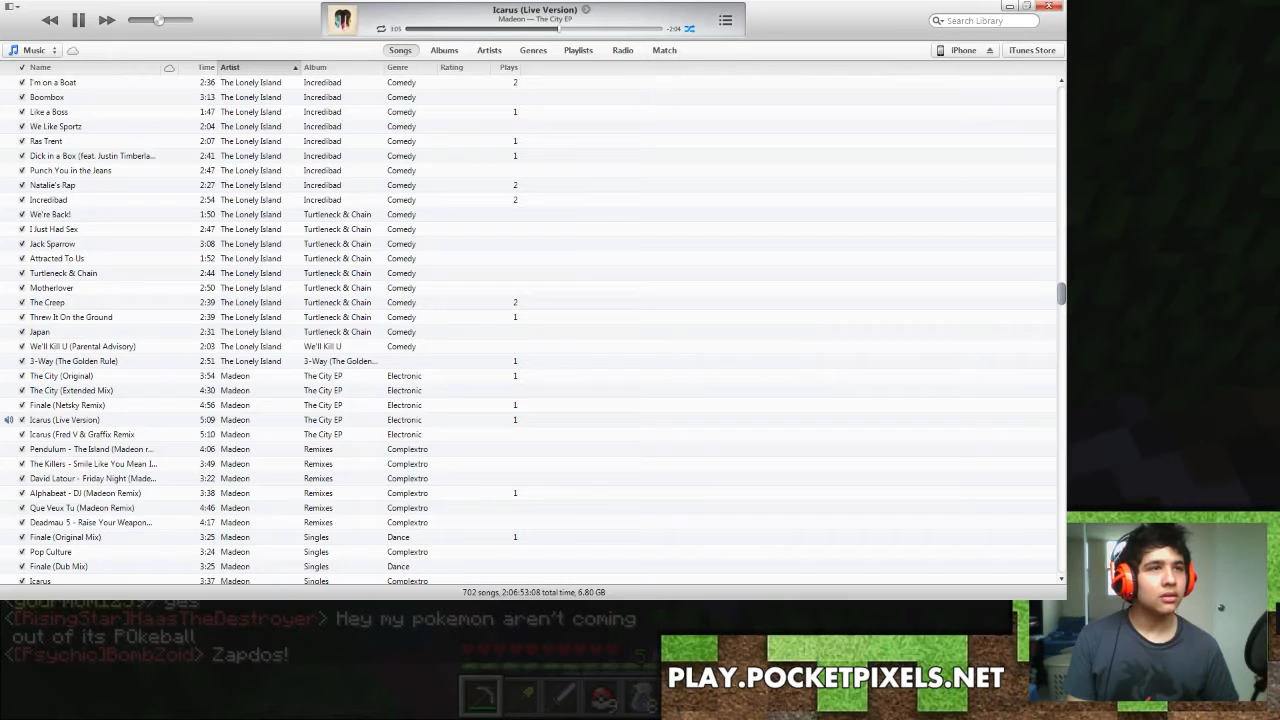 Icarus (Live Version)
Madeon — The City EP
3:05 -2:04
Search Library
Music Songs Albums Artists Genres Playlists Radio Match iPhone iTunes Store
Name Time Artist Album Genre Rating Plays
I'm on a Boat 2:36 The Lonely Island Incredibad Comedy 2
Boombox 3:13 The Lonely Island Incredibad Comedy
Like a Boss 1:47 The Lonely Island Incredibad Comedy 1
We Like Sportz 2:04 The Lonely Island Incredibad Comedy
Ras Trent 2:07 The Lonely Island Incredibad Comedy 1
Dick in a Box (feat. Justin Timberla... 2:41 The Lonely Island Incredibad Comedy 1
Punch You in the Jeans 2:47 The Lonely Island Incredibad Comedy
Natalie's Rap 2:27 The Lonely Island Incredibad Comedy 2
Incredibad 2:54 The Lonely Island Incredibad Comedy 2
We're Back! 1:50 The Lonely Island Turtleneck & Chain Comedy
I Just Had Sex 2:47 The Lonely Island Turtleneck & Chain Comedy
Jack Sparrow 3:08 The Lonely Island Turtleneck & Chain Comedy
Attracted To Us 1:52 The Lonely Island Turtleneck & Chain Comedy
Turtleneck & Chain 2:44 The Lonely Island Turtleneck & Chain Comedy
Motherlover 2:50 The Lonely Island Turtleneck & Chain Comedy
The Creep 2:39 The Lonely Island Turtleneck & Chain Comedy 2
Threw It On the Ground 2:39 The Lonely Island Turtleneck & Chain Comedy 1
Japan 2:31 The Lonely Island Turtleneck & Chain Comedy
We'll Kill U (Parental Advisory) 2:03 The Lonely Island We'll Kill U Comedy
3-Way (The Golden Rule) 2:51 The Lonely Island 3-Way (The Golden... 1
The City (Original) 3:54 Madeon The City EP Electronic 1
The City (Extended Mix) 4:30 Madeon The City EP Electronic
Finale (Netsky Remix) 4:56 Madeon The City EP Electronic 1
Icarus (Live Version) 5:09 Madeon The City EP Electronic 1
Icarus (Fred V & Graffix Remix 5:10 Madeon The City EP Electronic
Pendulum - The Island (Madeon r... 4:06 Madeon Remixes Complextro
The Killers - Smile Like You Mean I... 3:49 Madeon Remixes Complextro
David Latour - Friday Night (Made... 3:22 Madeon Remixes Complextro
Alphabeat - DJ (Madeon Remix) 3:38 Madeon Remixes Complextro 1
Que Veux Tu (Madeon Remix) 4:46 Madeon Remixes Complextro
Deadmau 5 - Raise Your Weapon... 4:17 Madeon Remixes Complextro
Finale (Original Mix) 3:25 Madeon Singles Dance 1
Pop Culture 3:24 Madeon Singles Complextro
Finale (Dub Mix) 3:25 Madeon Singles Dance
Icarus 3:37 Madeon Singles Complextro
702 songs, 2:06:53:08 total time, 6.80 GB
yes
<[RisingStar]HaasTheDestroyer> Hey my pokemon aren't coming
out of its POkeball
<[Psychic]BombZoid> Zapdos!
PLAY.POCKETPIXELS.NET